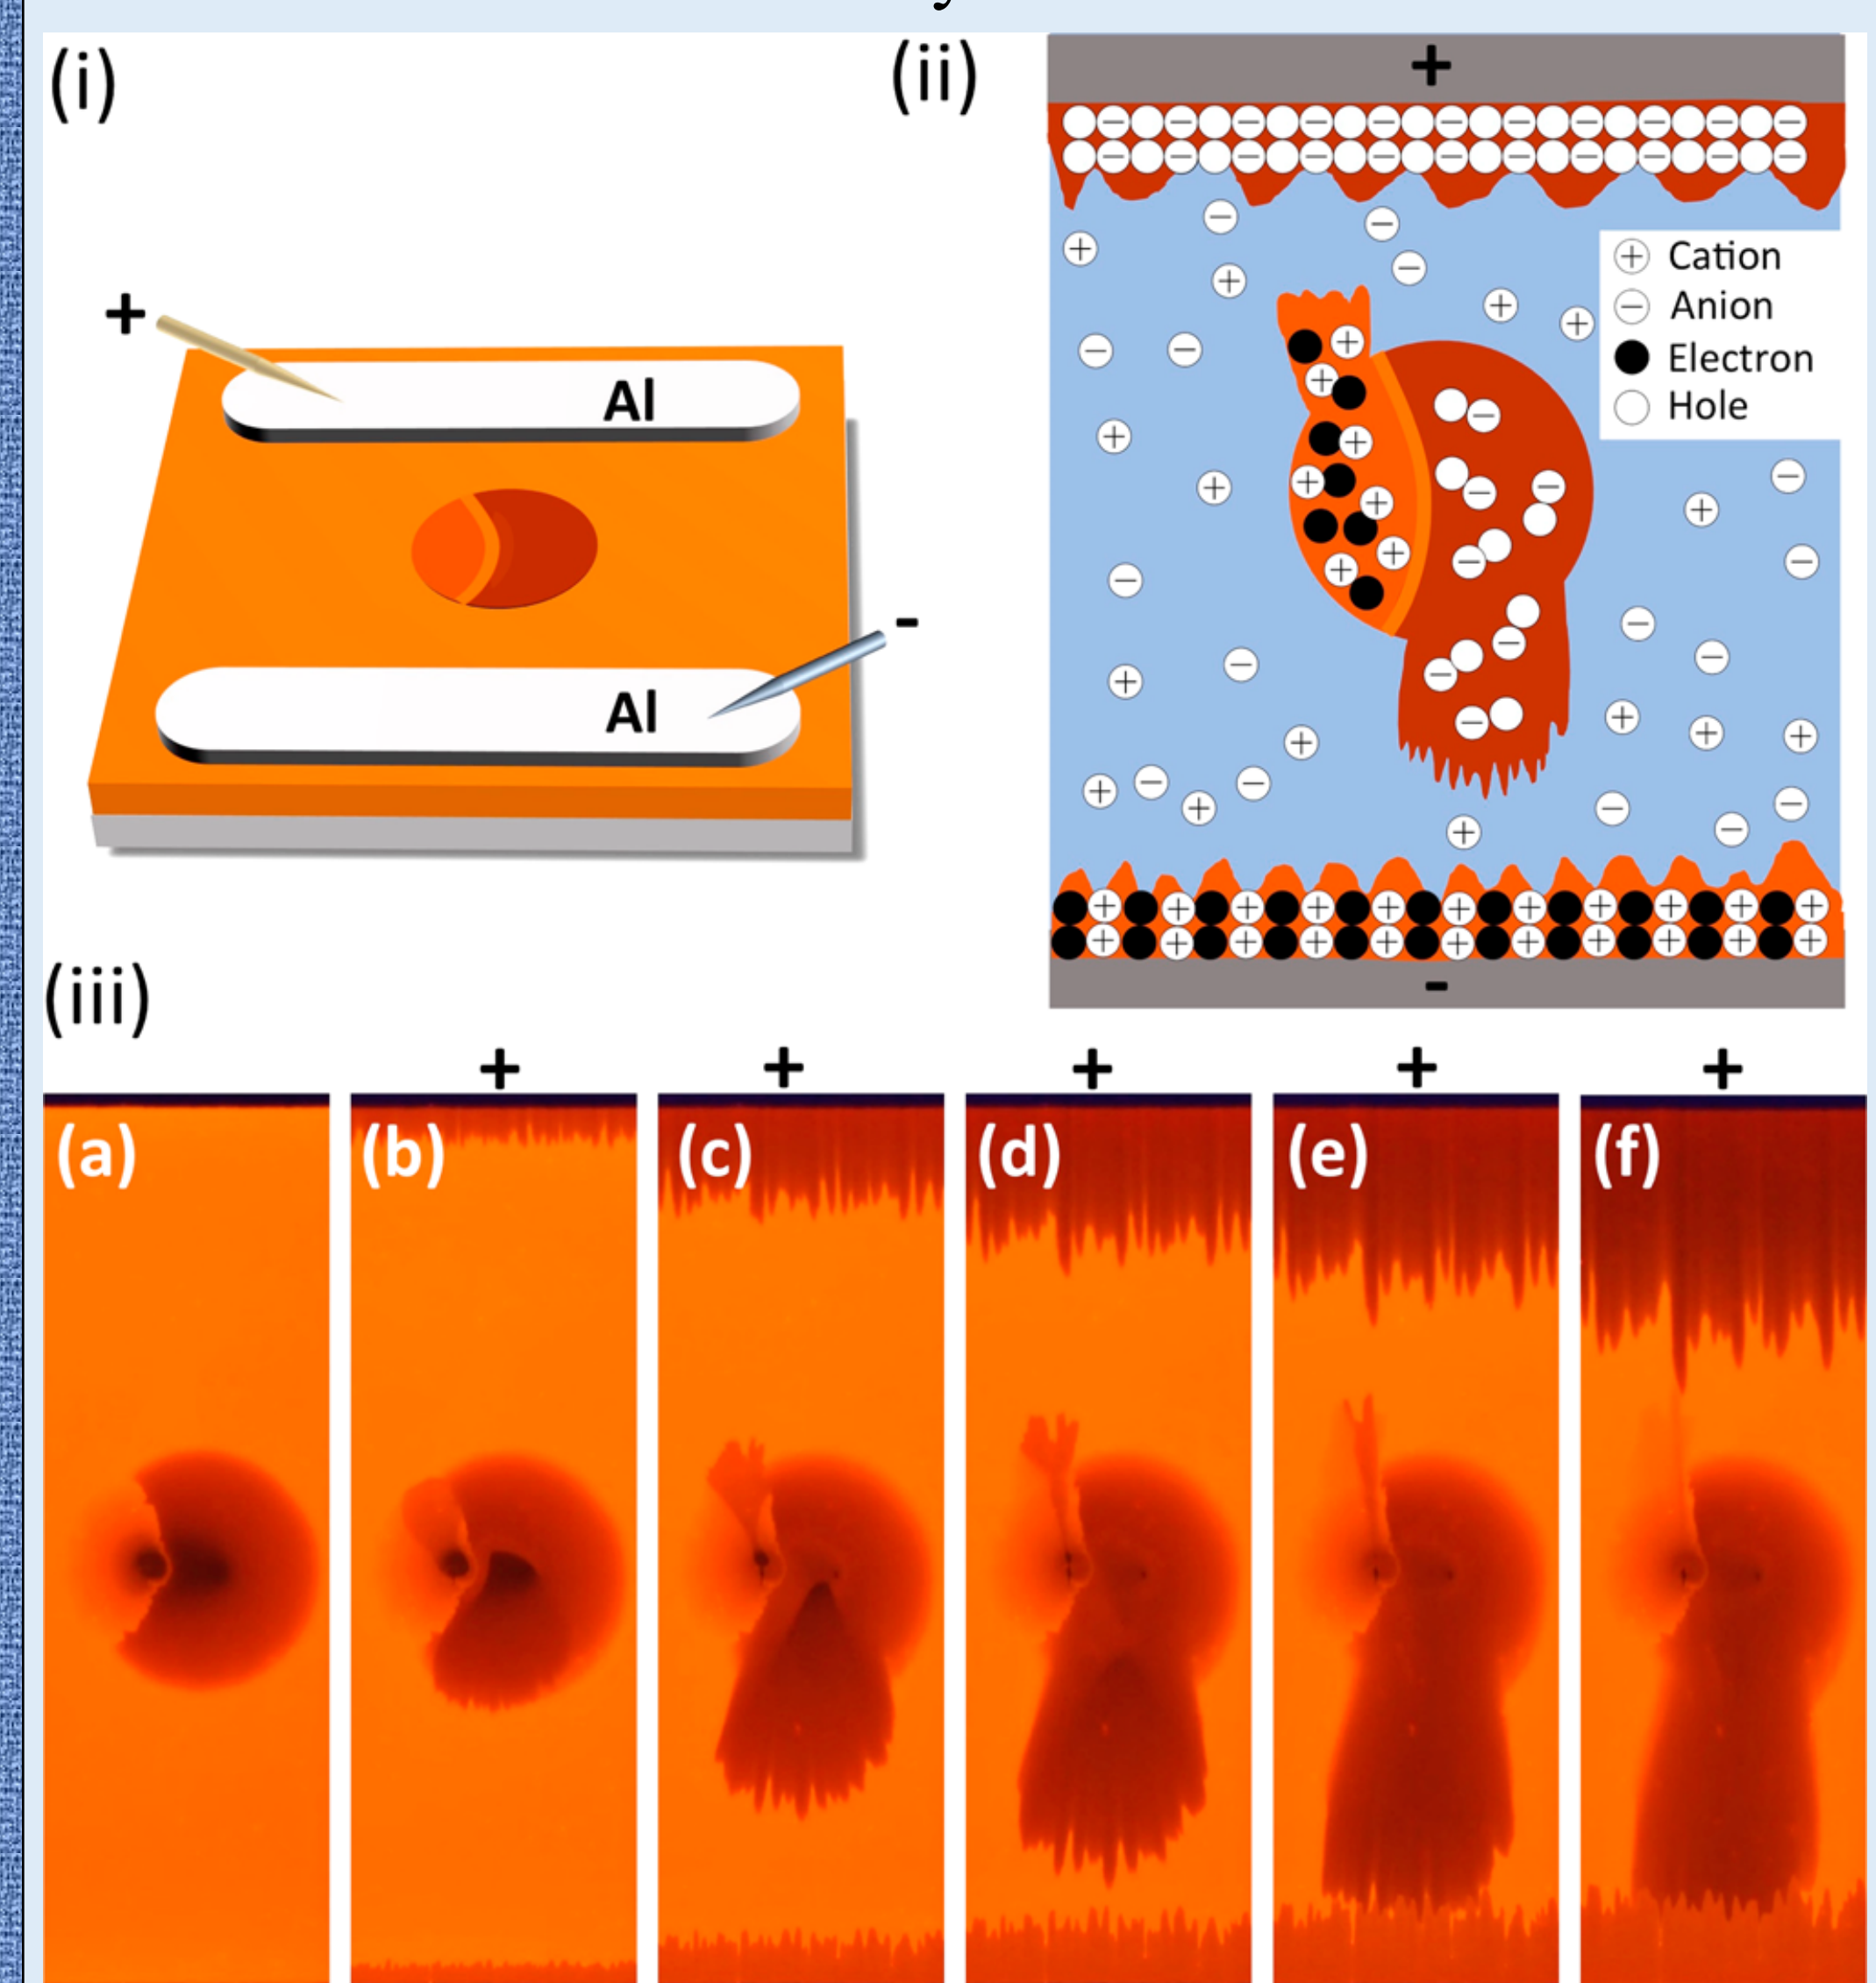 (i)
+
Al
-
Al
(ii)
+
Cation
Anion
Electron
Hole
-
(iii)
+ + + + +
(a) (b) (c) (d) (e) (f)